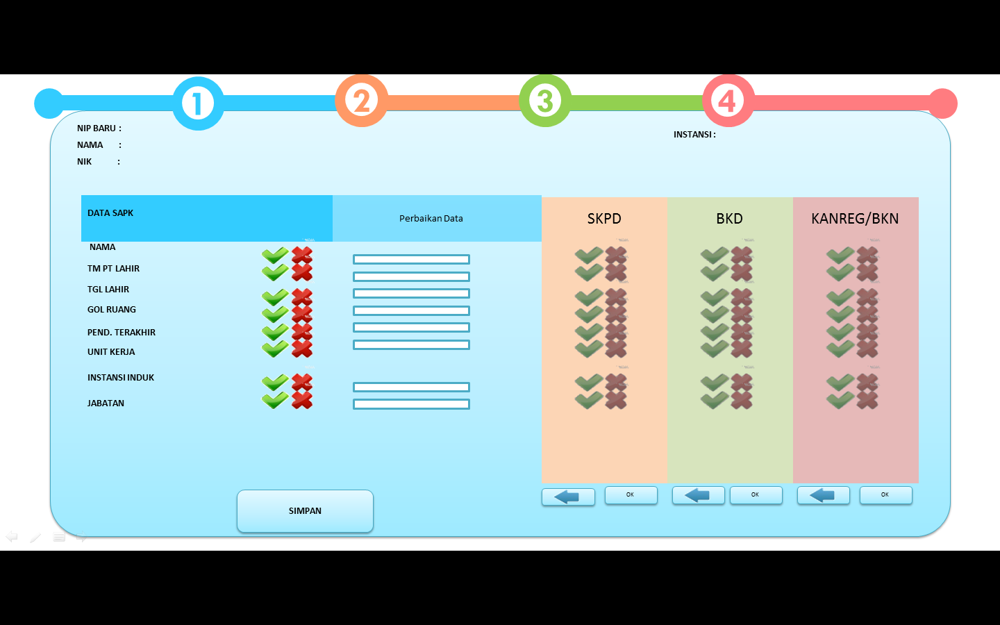 1 2 3 4
NIP BARU :
NAMA :
NIK :
INSTANSI :
DATA SAPK
Perbaikan Data
SKPD
BKD
KANREG/BKN
NAMA
TM PT LAHIR
TGL LAHIR
GOL RUANG
PEND. TERAKHIR
UNIT KERJA
INSTANSI INDUK
JABATAN
SIMPAN
OK
OK
OK